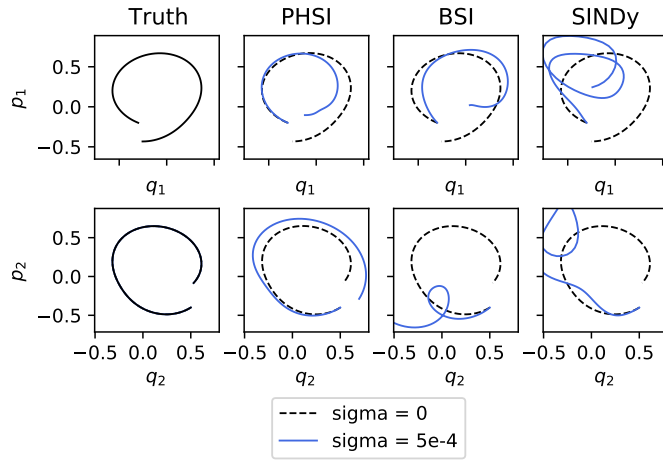 Truth PHSI BSI SINDy
p1
0.5
0.0
−0.5
q1 q1 q1 q1
p2
0.5
0.0
−0.5
−0.5 0.0 0.5 −0.5 0.0 0.5 −0.5 0.0 0.5 −0.5 0.0 0.5
q2 q2 q2 q2
sigma = 0
sigma = 5e-4